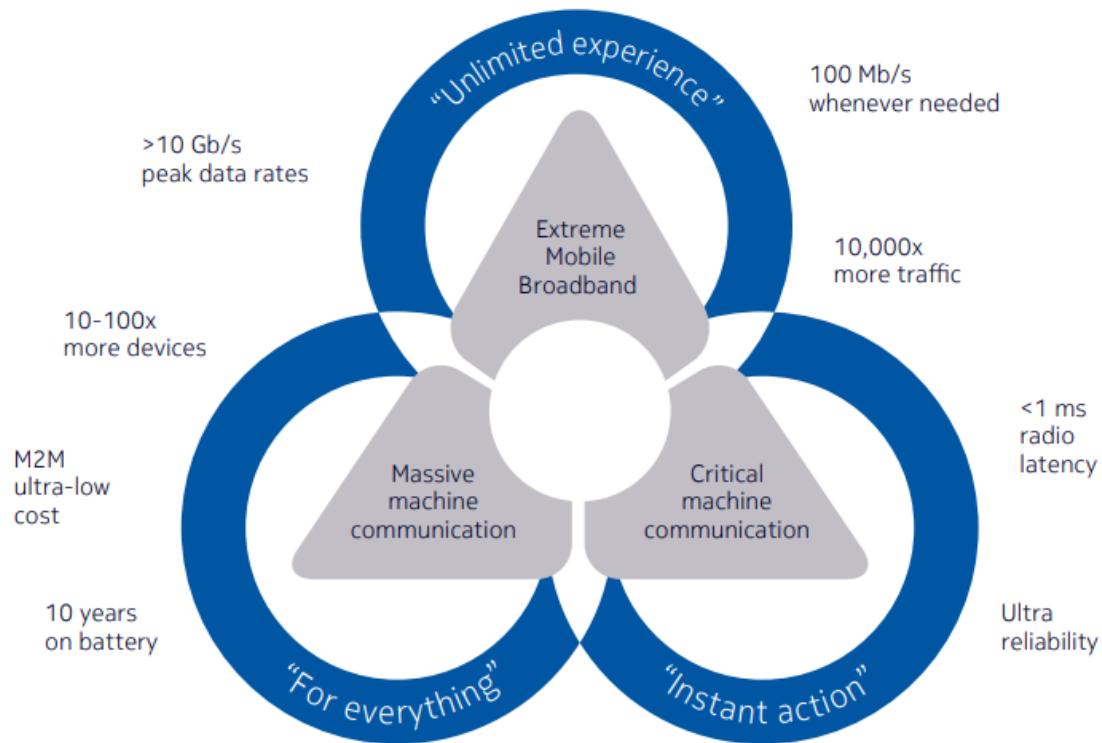 “Unlimited experience”
100 Mb/s
whenever needed
>10 Gb/s
peak data rates
Extreme
Mobile
Broadband
10,000x
more traffic
10-100x
more devices
<1 ms
radio
latency
M2M
ultra-low
cost
Massive
machine
communication
Critical
machine
communication
10 years
on battery
Ultra
reliability
“For everything”
“Instant action”